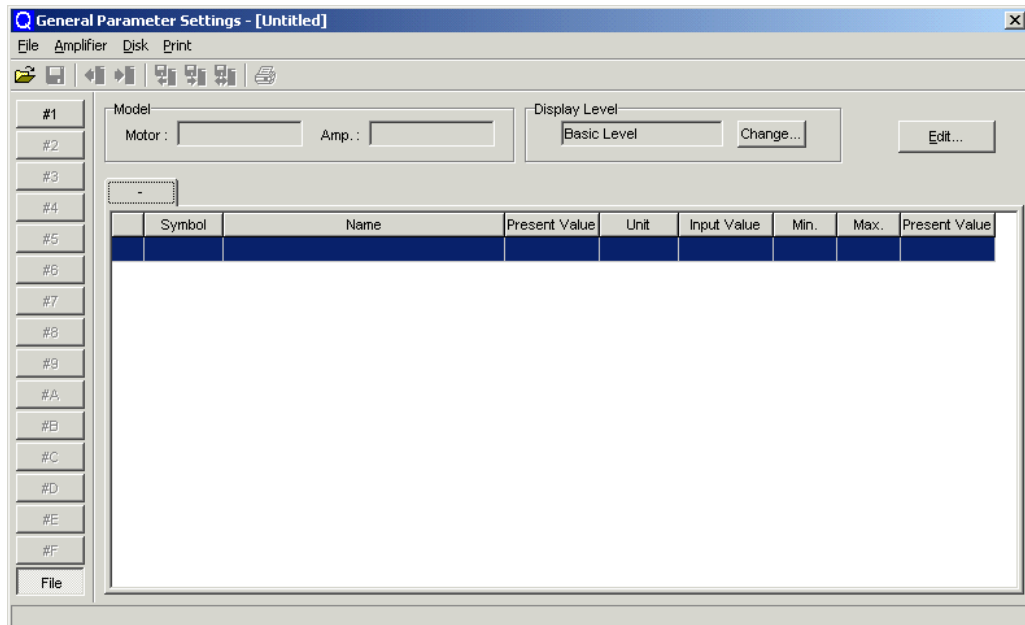 Q General Parameter Settings - [Untitled]
File Amplifier Disk Print
Model
Motor :
Amp. :
Display Level
Basic Level
Change...
Edit...
-
Symbol Name Present Value Unit Input Value Min. Max. Present Value
#1
#2
#3
#4
#5
#6
#7
#8
#9
#A
#B
#C
#D
#E
#F
File